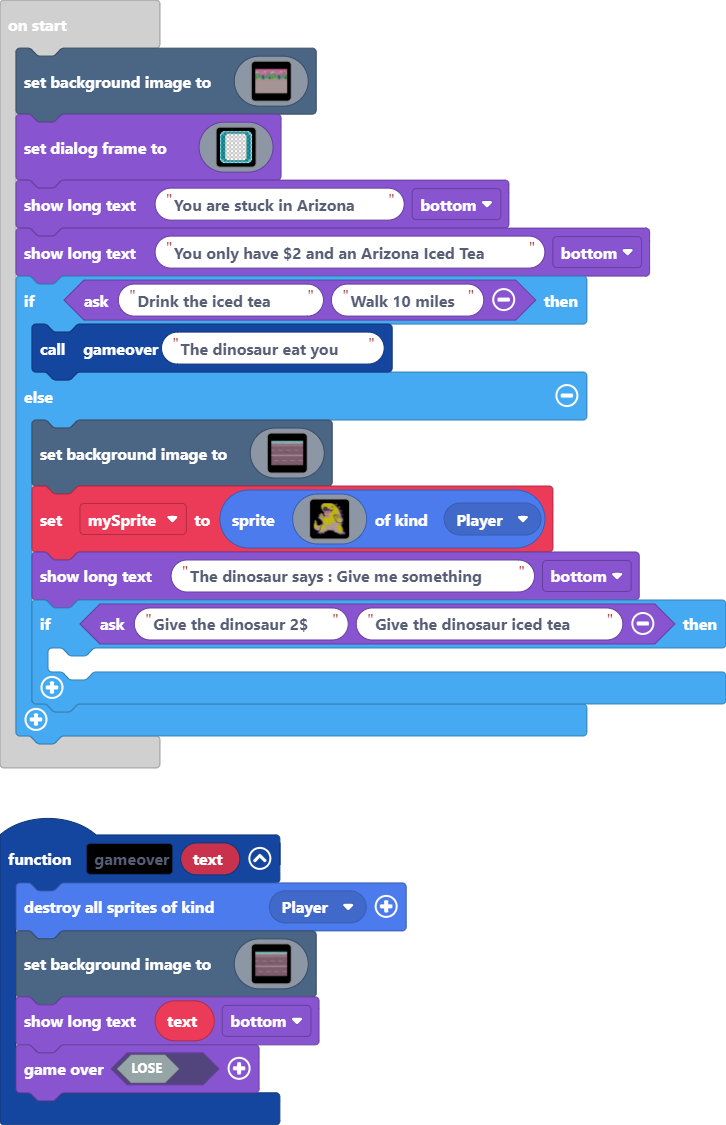 on start
set background image to
set dialog frame to
show long text "You are stuck in Arizona" bottom
show long text "You only have $2 and an Arizona Iced Tea" bottom
if ask "Drink the iced tea" "Walk 10 miles" then
call gameover "The dinosaur eat you"
else
set background image to
set mySprite to sprite of kind Player
show long text "The dinosaur says : Give me something" bottom
if ask "Give the dinosaur 2$" "Give the dinosaur iced tea" then
function gameover text
destroy all sprites of kind Player
set background image to
show long text text bottom
game over LOSE